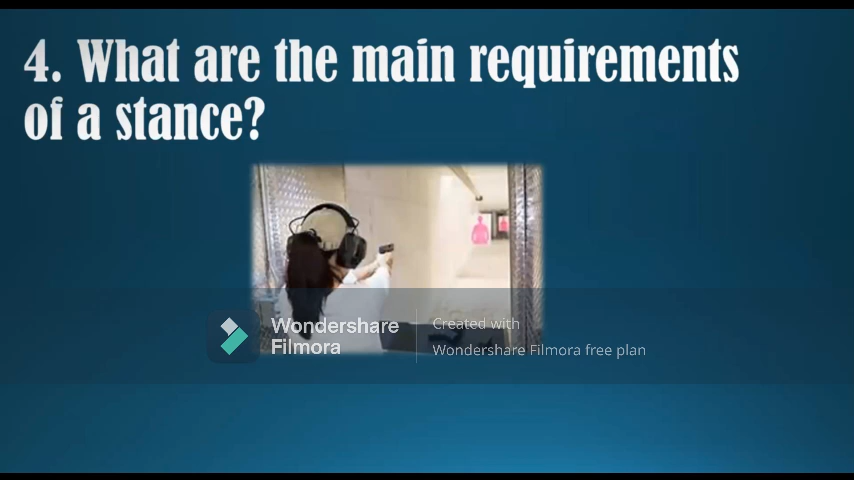 4. What are the main requirements
of a stance?
Wondershare
Filmora
Created with
Wondershare Filmora free plan